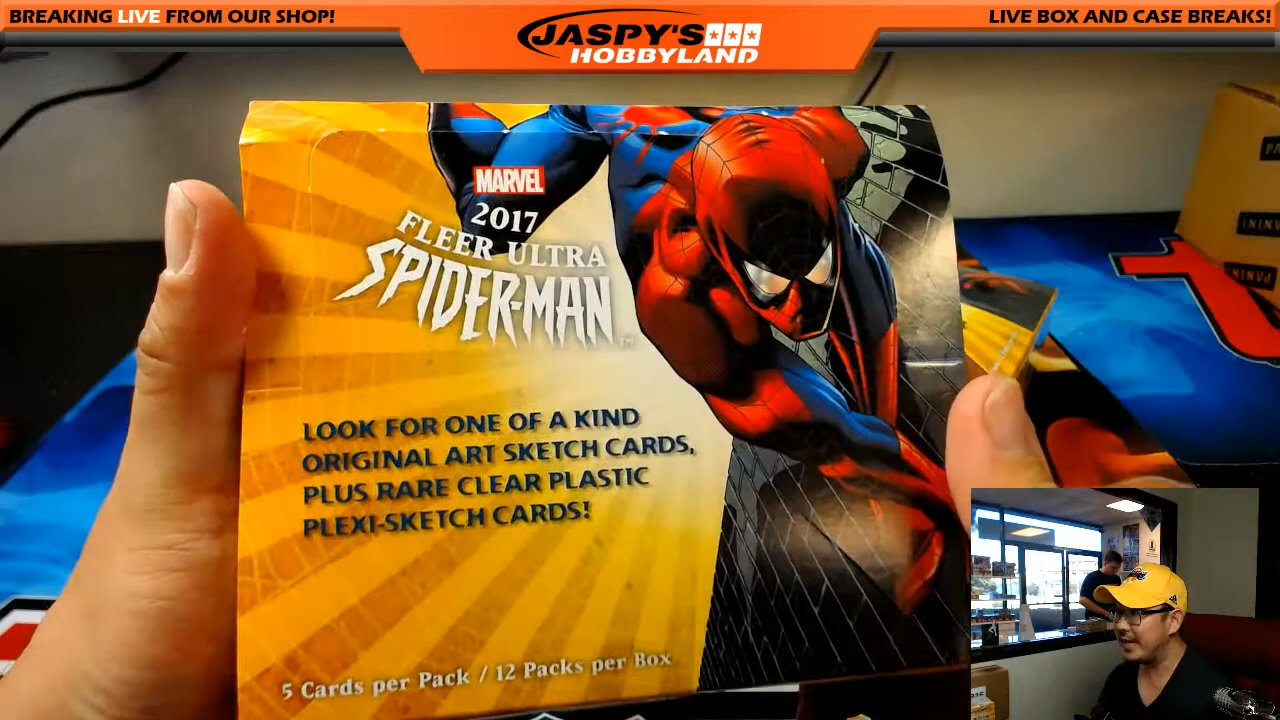 BREAKING LIVE FROM OUR SHOP!
JASPY'S
HOBBYLAND
LIVE BOX AND CASE BREAKS!
MARVEL
2017
FLEER ULTRA
SPIDER-MAN™
LOOK FOR ONE OF A KIND
ORIGINAL ART SKETCH CARDS,
PLUS RARE CLEAR PLASTIC
PLEXI-SKETCH CARDS!
5 Cards per Pack / 12 Packs per Box
PANINI